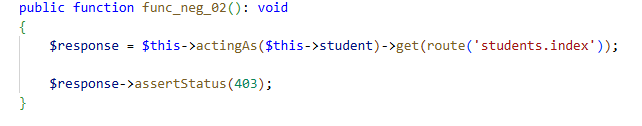 public function func_neg_02(): void
{
$response = $this->actingAs($this->student)->get(route('students.index'));
$response->assertStatus(403);
}